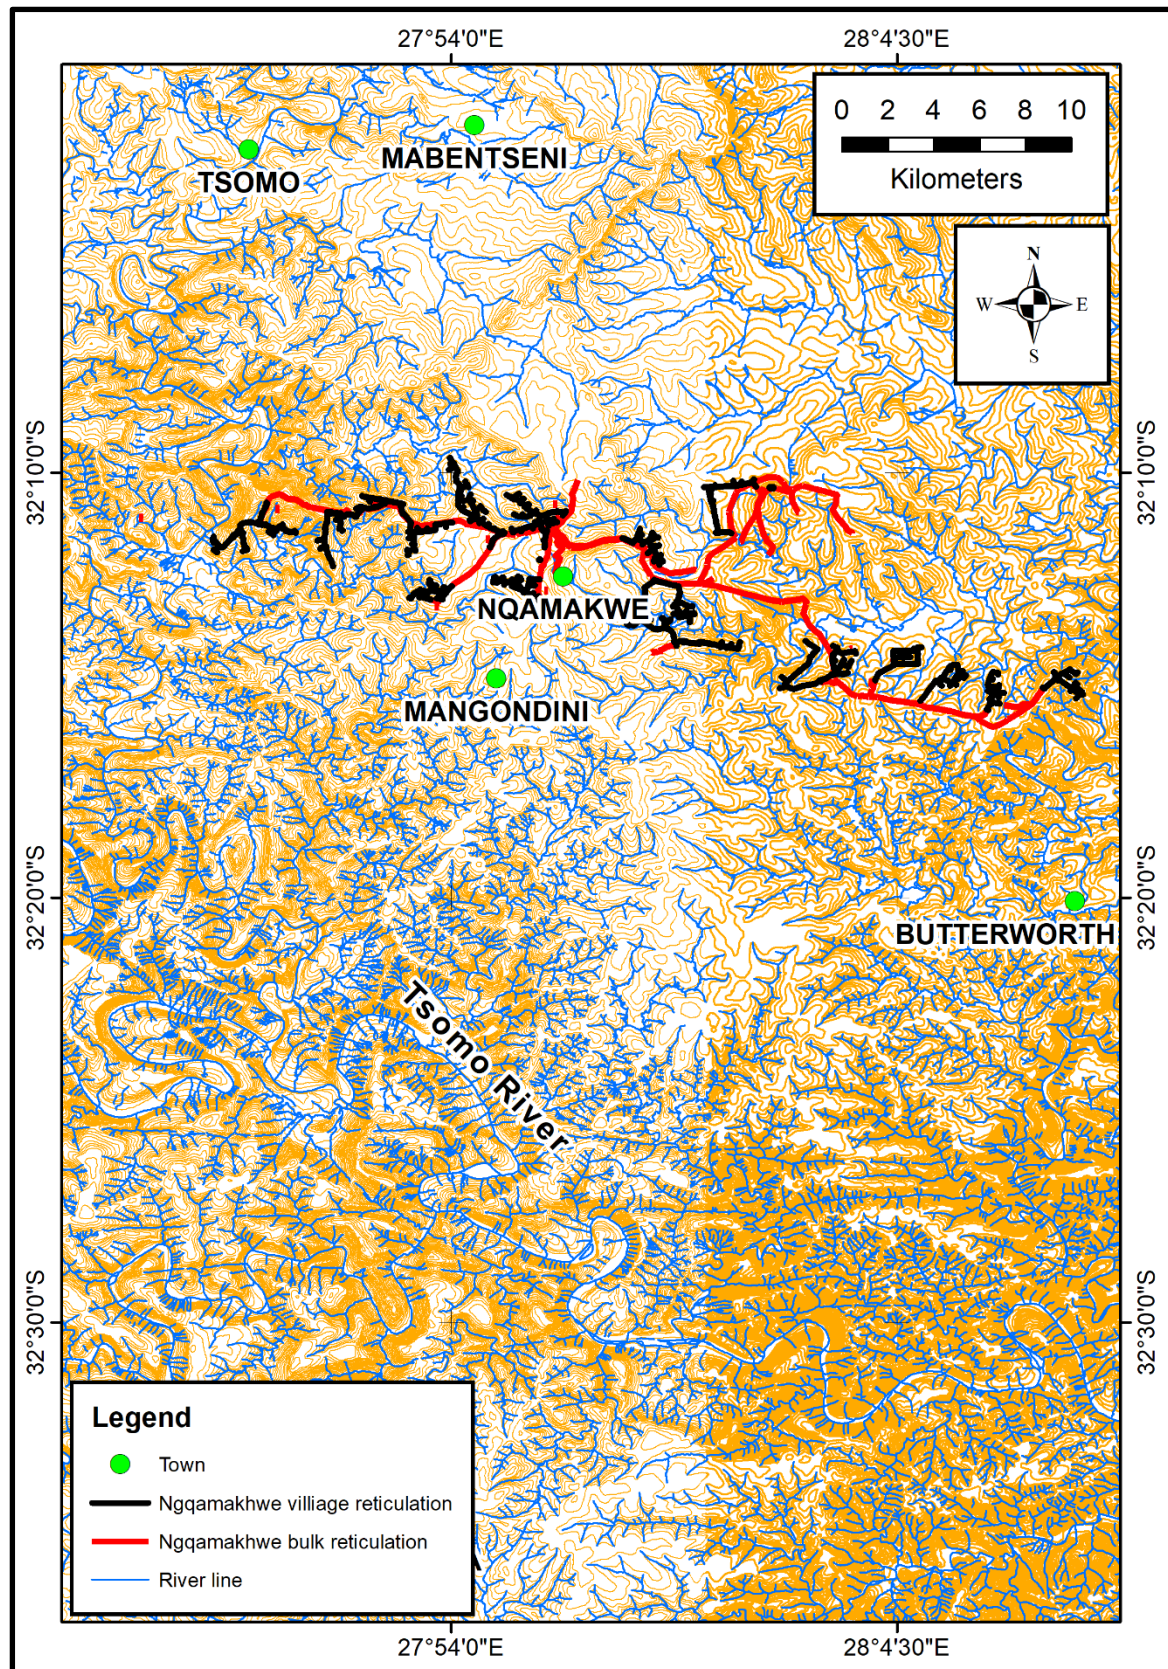 27°54'0"E
28°4'30"E
0 2 4 6 8 10
Kilometers
MABENTSENI
TSOMO
N
W
E
S
32°10'0"S
32°10'0"S
NQAMAKWE
MANGONDINI
32°20'0"S
32°20'0"S
BUTTERWORTH
Tsomo River
32°30'0"S
32°30'0"S
Legend
Town
Ngqamakhwe villiage reticulation
Ngqamakhwe bulk reticulation
River line
27°54'0"E
28°4'30"E